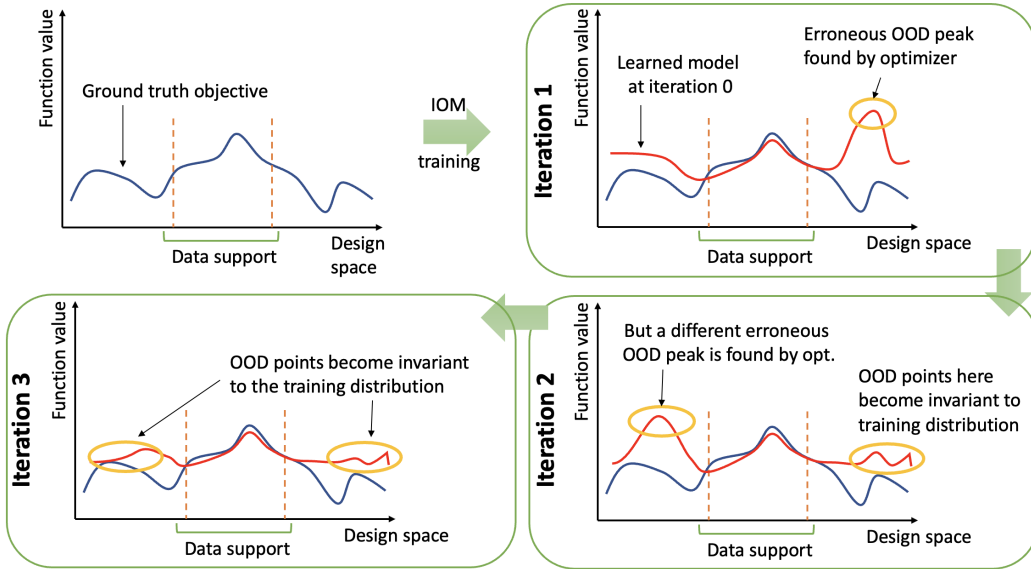 Function value
Ground truth objective
Data support
Design
space
IOM
training
Iteration 1
Function value
Learned model
at iteration 0
Erroneous OOD peak
found by optimizer
Data support
Design space
Iteration 3
Function value
OOD points become invariant
to the training distribution
Data support
Design space
Iteration 2
Function value
But a different erroneous
OOD peak is found by opt.
OOD points here
become invariant to
training distribution
Data support
Design space